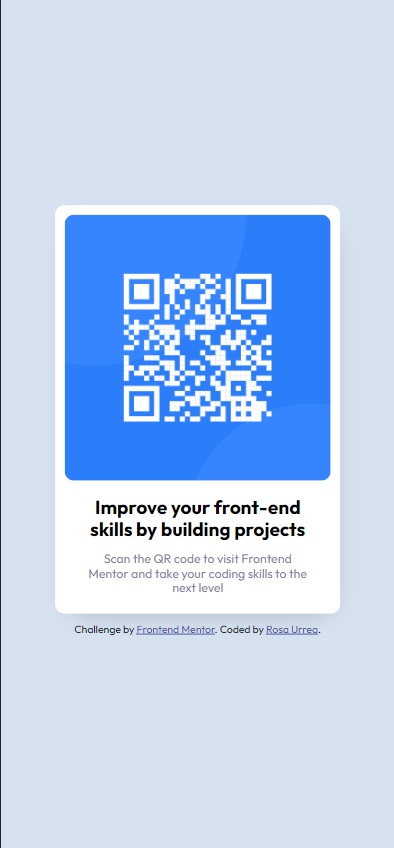 Improve your front-end
skills by building projects
Scan the QR code to visit Frontend
Mentor and take your coding skills to the
next level
Challenge by Frontend Mentor. Coded by Rosa Urrea.